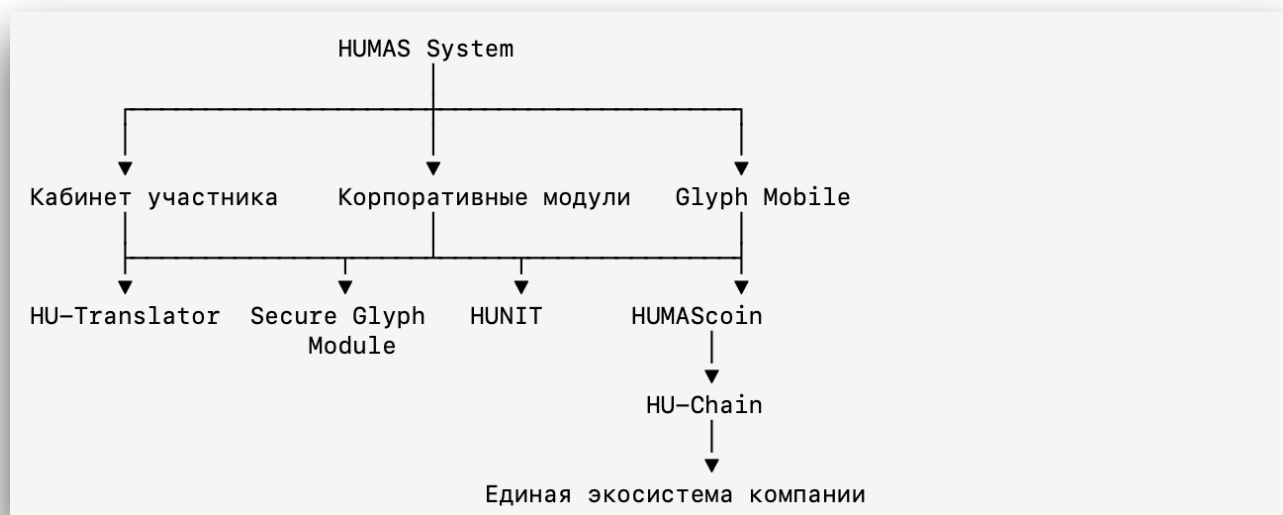 HUMAS System
Кабинет участника Корпоративные модули Glyph Mobile
HU-Translator Secure Glyph HUNIT HUMAScoin
Module
HU-Chain
Единая экосистема компании